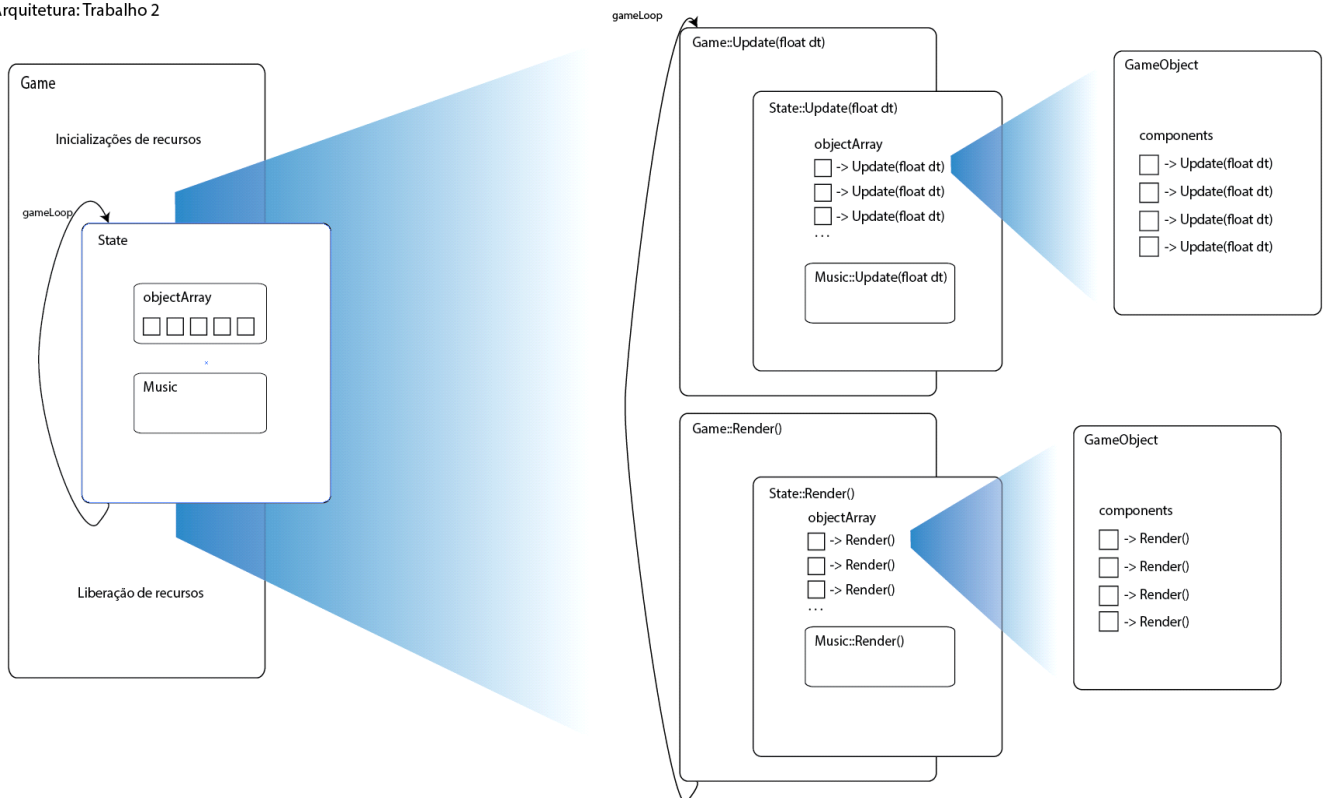 rquitetura: Trabalho 2
Game
Inicializações de recursos
gameLoop
State
objectArray
Music
Liberação de recursos
gameLoop
Game::Update(float dt)
State::Update(float dt)
objectArray
-> Update(float dt)
-> Update(float dt)
-> Update(float dt)
...
Music::Update(float dt)
GameObject
components
-> Update(float dt)
-> Update(float dt)
-> Update(float dt)
-> Update(float dt)
Game::Render()
State::Render()
objectArray
-> Render()
-> Render()
-> Render()
...
Music::Render()
GameObject
components
-> Render()
-> Render()
-> Render()
-> Render()